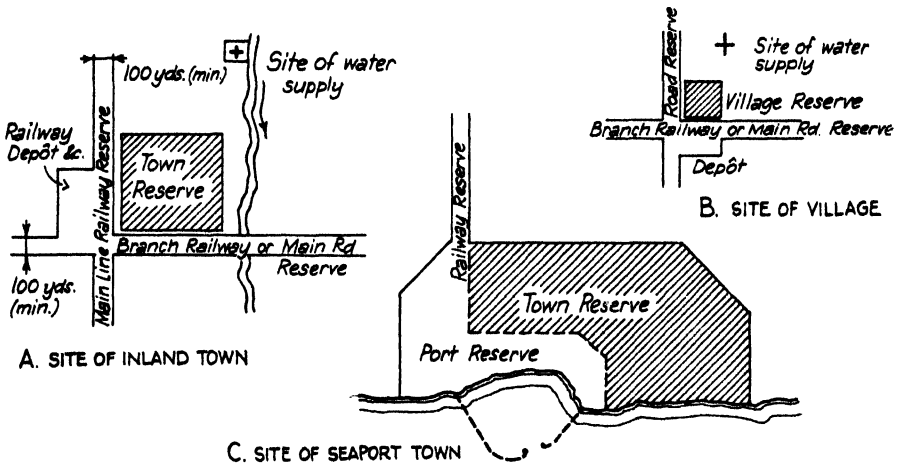 100 yds. (min.)
Site of water
supply
Railway
Depôt &c.
Main Line Railway Reserve
Town
Reserve
Branch Railway or Main Rd
Reserve
100 yds.
(min.)
A. SITE OF INLAND TOWN
Road Reserve
Site of water
supply
Village Reserve
Branch Railway or Main Rd. Reserve
Depôt
B. SITE OF VILLAGE
Railway Reserve
Town Reserve
Port Reserve
C. SITE OF SEAPORT TOWN